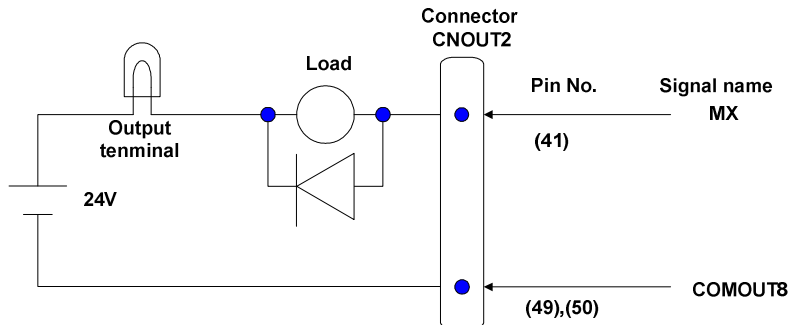 Connector
CNOUT2
Load
Pin No.
Signal name
MX
Output
tenminal
(41)
24V
COMOUT8
(49),(50)